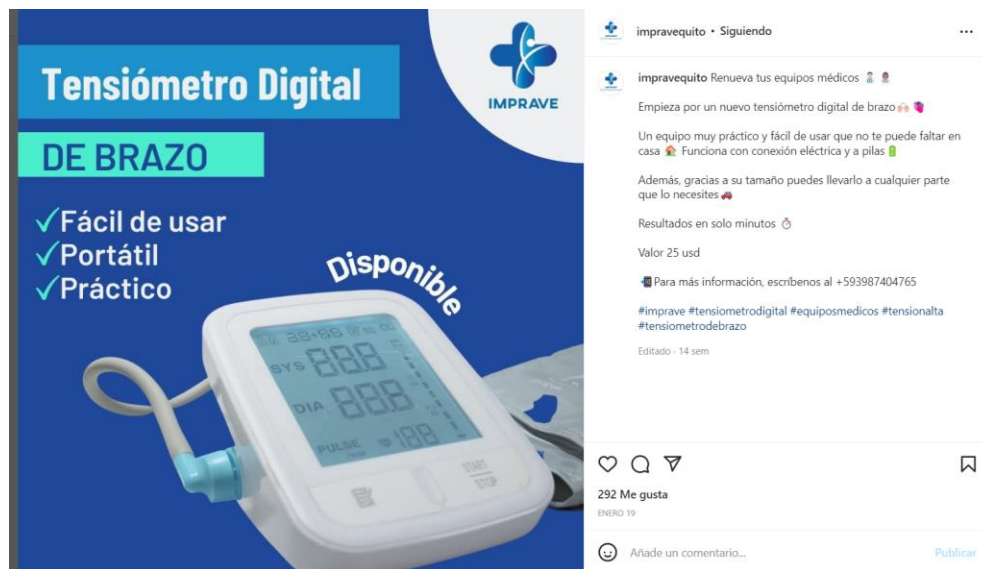 Tensiómetro Digital
DE BRAZO
✓Fácil de usar
✓Portátil
✓Práctico
IMPRAVE
Disponible
SYS 888
DIA 888
PULSE 188
/min
START
STOP
impravequito • Siguiendo
impravequito Renueva tus equipos médicos
Empieza por un nuevo tensiómetro digital de brazo
Un equipo muy práctico y fácil de usar que no te puede faltar en
casa 🏠 Funciona con conexión eléctrica y a pilas🔋
Además, gracias a su tamaño puedes llevarlo a cualquier parte
que lo necesites🚗
Resultados en solo minutos ⏱
Valor 25 usd
📲Para más información, escríbenos al +593987404765
#imprave #tensiometrodigital #equiposmedicos #tensionalta
#tensiometrodebrazo
Editado · 14 sem
292 Me gusta
ENERO 19
Añade un comentario...
Publicar